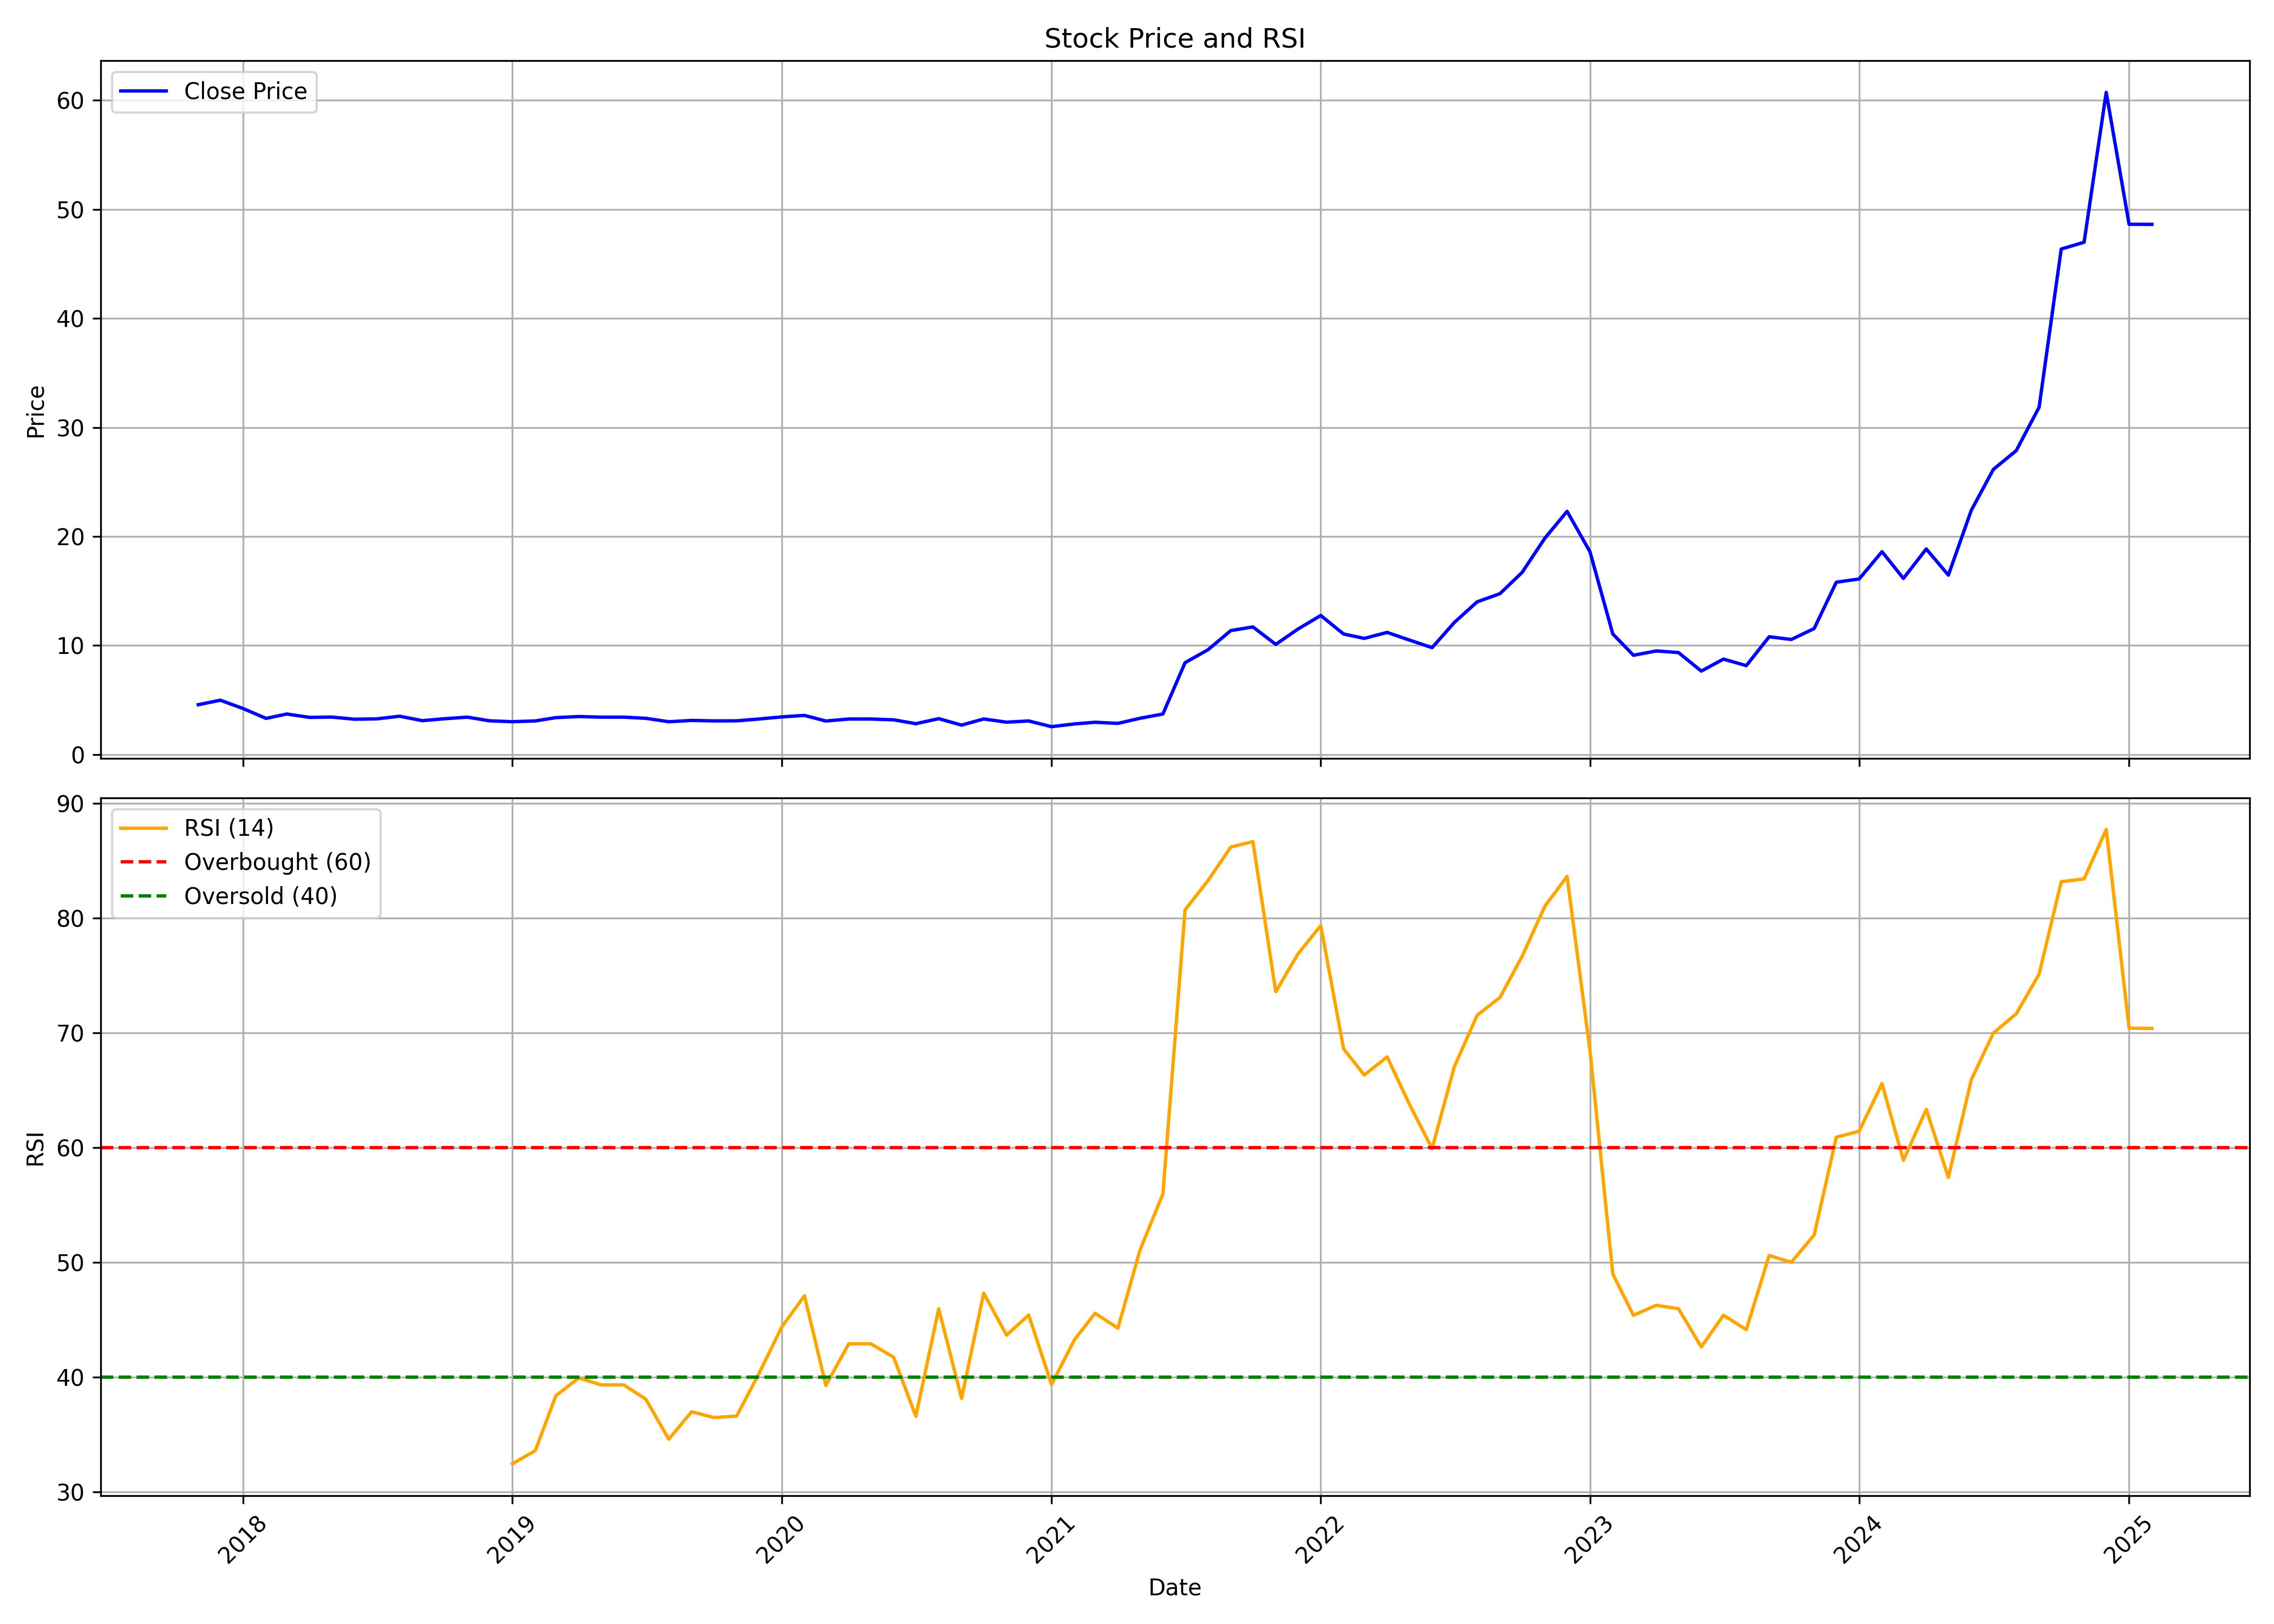 Stock Price and RSI
Close Price
60
50
40
30
20
10
0
Price
RSI (14)
Overbought (60)
Oversold (40)
90
80
70
60
50
40
30
RSI
2018
2019
2020
2021
2022
2023
2024
2025
Date